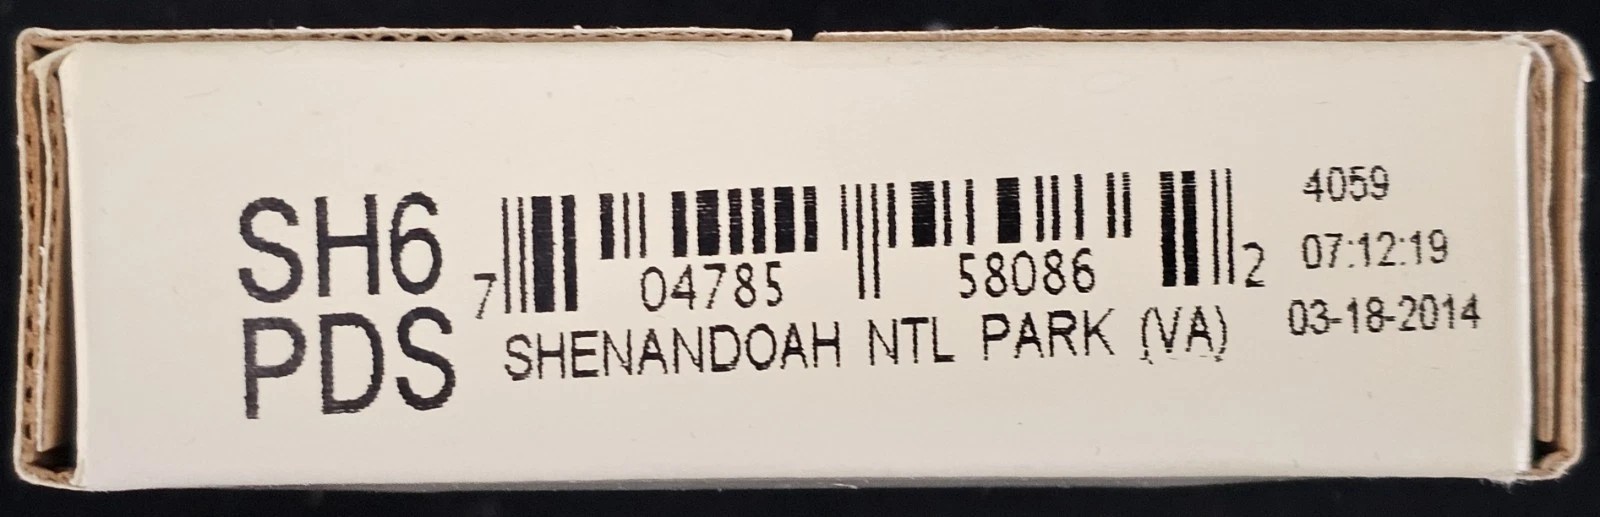 SH6
PDS
7 04785 58086 2
SHENANDOAH NTL PARK (VA)
4059
07:12:19
03-18-2014